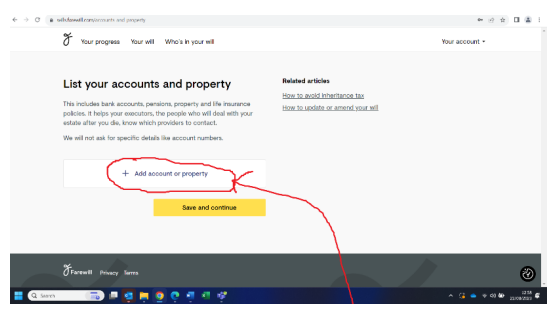 wills.farewill.com/accounts-and-property
Your progress Your will Who's in your will Your account
List your accounts and property
This includes bank accounts, pensions, property and life insurance
policies. It helps your executors, the people who will deal with your
estate after you die, know which providers to contact.
We will not ask for specific details like account numbers.
+ Add account or property
Save and continue
Related articles
How to avoid inheritance tax
How to update or amend your will
Farewill Privacy Terms
Search